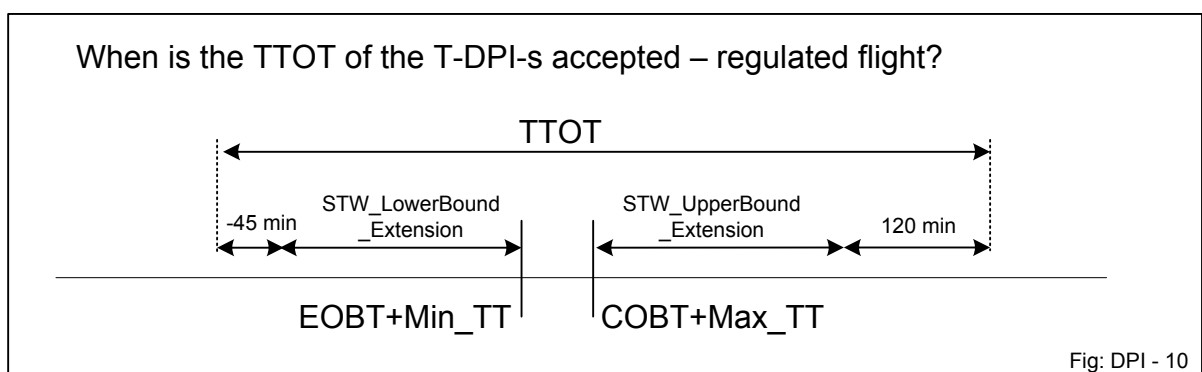 When is the TTOT of the T-DPI-s accepted – regulated flight?
TTOT
-45 min
STW_LowerBound
_Extension
STW_UpperBound
_Extension
120 min
EOBT+Min_TT
COBT+Max_TT
Fig: DPI - 10